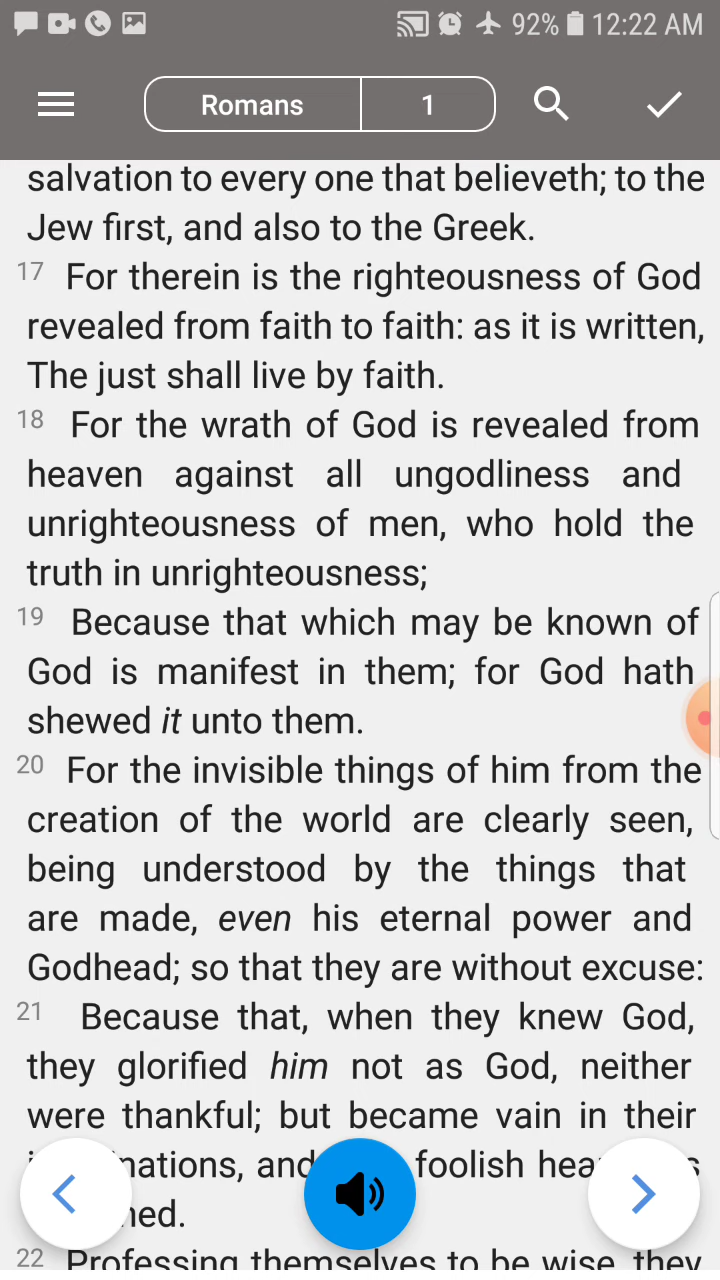 92% 12:22 AM
Romans 1
salvation to every one that believeth; to the
Jew first, and also to the Greek.
17 For therein is the righteousness of God
revealed from faith to faith: as it is written,
The just shall live by faith.
18 For the wrath of God is revealed from
heaven against all ungodliness and
unrighteousness of men, who hold the
truth in unrighteousness;
19 Because that which may be known of
God is manifest in them; for God hath
shewed it unto them.
20 For the invisible things of him from the
creation of the world are clearly seen,
being understood by the things that
are made, even his eternal power and
Godhead; so that they are without excuse:
21 Because that, when they knew God,
they glorified him not as God, neither
were thankful; but became vain in their
and foolish
22 Professing themselves to be wise, they